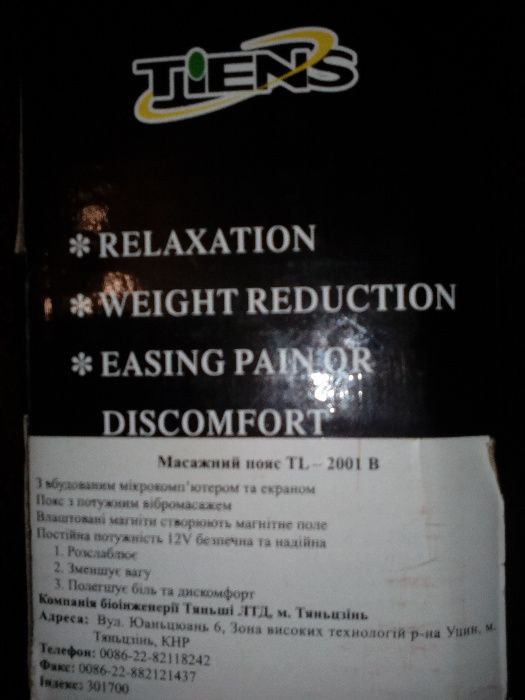 TIENS
* RELAXATION
* WEIGHT REDUCTION
* EASING PAIN OR
DISCOMFORT
Масажний пояс TL – 2001 B
З вбудованим мікрокомп'ютером та екраном
Пояс з потужним вібромасажем
Влаштовані магніти створюють магнітне поле
Постійна потужність 12V безпечна та надійна
1. Розслаблює
2. Зменшує вагу
3. Полегшує біль та дискомфорт
Компанія біоінженерії Тяньші ЛТД, м. Тяньцзінь
Адреса: Вул. Юаньцюань 6, Зона високих технологій р-на Уцин, м.
Тяньцзінь, КНР
Телефон: 0086-22-82118242
Факс: 0086-22-882121437
Індекс: 301700